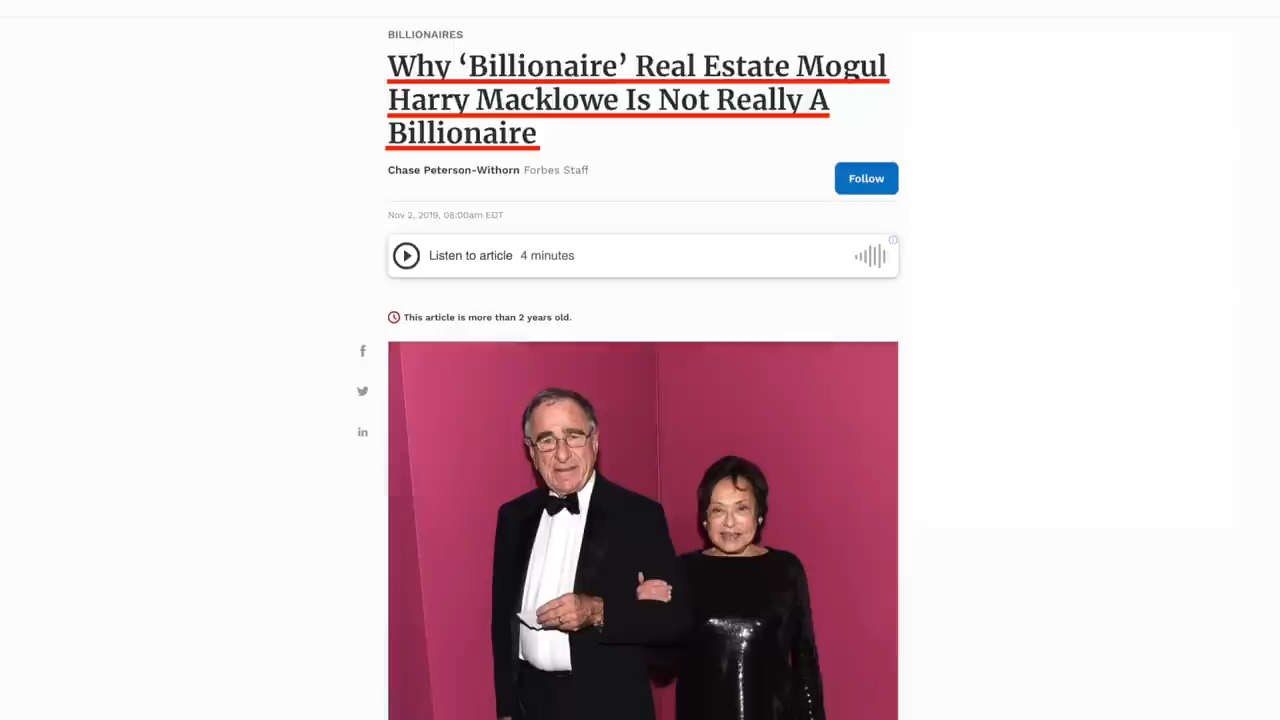 BILLIONAIRES
Why ‘Billionaire’ Real Estate Mogul
Harry Macklowe Is Not Really A
Billionaire
Chase Peterson-Withorn Forbes Staff
Follow
Nov 2, 2019, 08:00am EDT
Listen to article 4 minutes
This article is more than 2 years old.